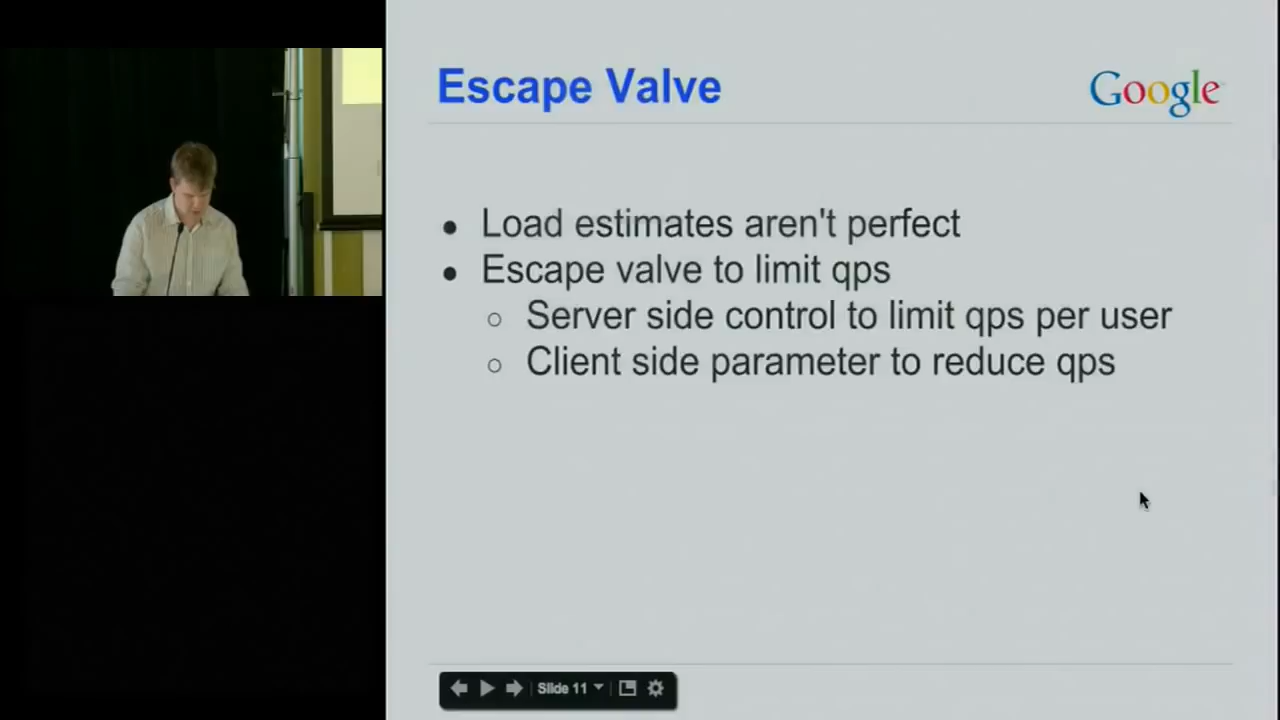 Escape Valve
Google
Load estimates aren't perfect
Escape valve to limit qps
Server side control to limit qps per user
Client side parameter to reduce qps
Slide 11